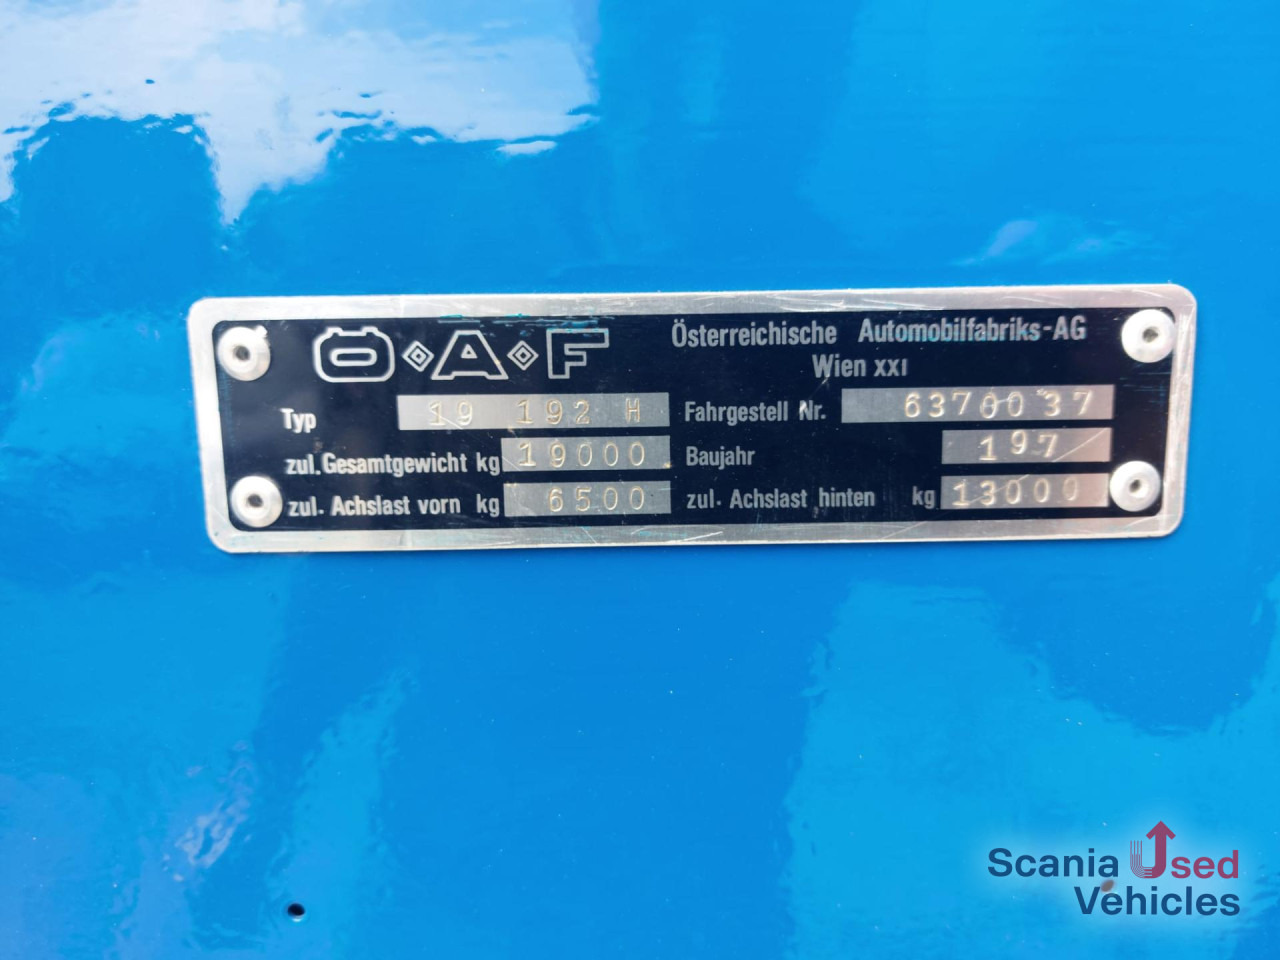 Ö◇A◇F Österreichische Automobilfabriks-AG
Wien XXI
Typ 19 192 H Fahrgestell Nr. 6370037
zul. Gesamtgewicht kg 19000 Baujahr 197
zul. Achslast vorn kg 6500 zul. Achslast hinten kg 13000
Scania Used
Vehicles